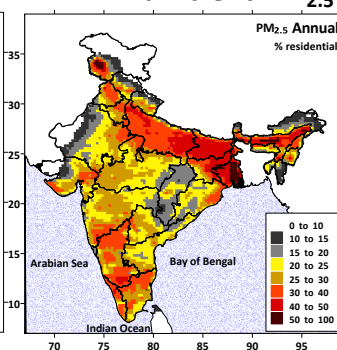 2.5
PM2.5 Annual
% residential
35
30
25
20
15
10
Arabian Sea
Bay of Bengal
Indian Ocean
0 to 10
10 to 15
15 to 20
20 to 25
25 to 30
30 to 40
40 to 50
50 to 100
70
75
80
85
90
95